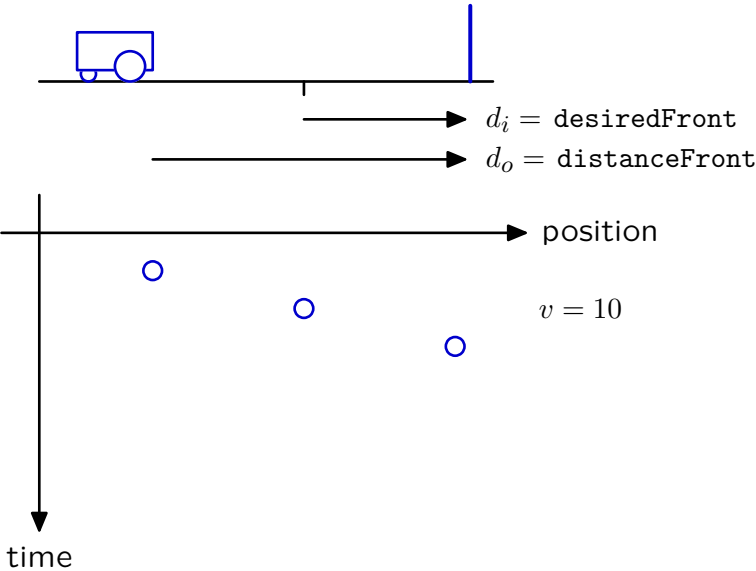 d_i = desiredFront
d_o = distanceFront
position
v = 10
time